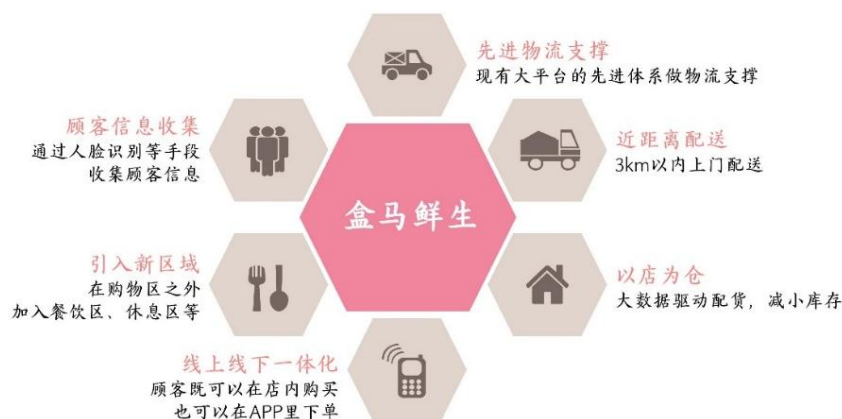 先进物流支撑
现有大平台的先进体系做物流支撑
顾客信息收集
通过人脸识别等手段
收集顾客信息
近距离配送
3km以内上门配送
盒马鲜生
引入新区域
在购物区之外
加入餐饮区、休息区等
以店为仓
大数据驱动配货，减小库存
线上线下一体化
顾客既可以在店内购买
也可以在APP里下单